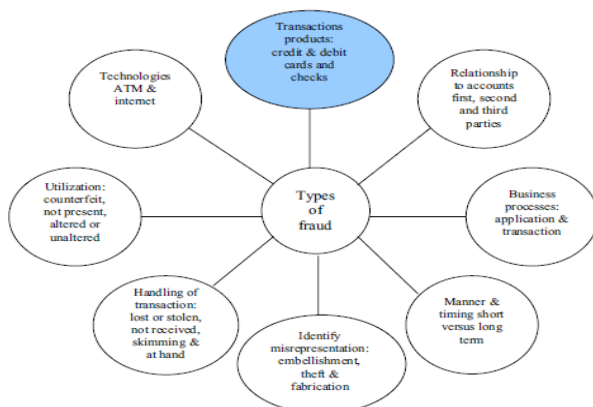 Transactions
products:
credit & debit
cards and
checks
Technologies
ATM &
internet
Relationship
to accounts
first, second
and third
parties
Utilization:
counterfeit,
not present,
altered or
unaltered
Types
of
fraud
Business
processes:
application &
transaction
Handling of
transaction:
lost or stolen,
not received,
skimming &
at hand
Identify
misrepresentation:
embellishment,
theft &
fabrication
Manner &
timing short
versus long
term